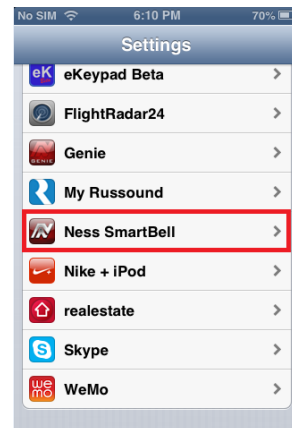 No SIM 6:10 PM 70%
Settings
eK eKeypad Beta
FlightRadar24
GENIE Genie
My Russound
Ness SmartBell
Nike + iPod
realestate
S Skype
we mo WeMo